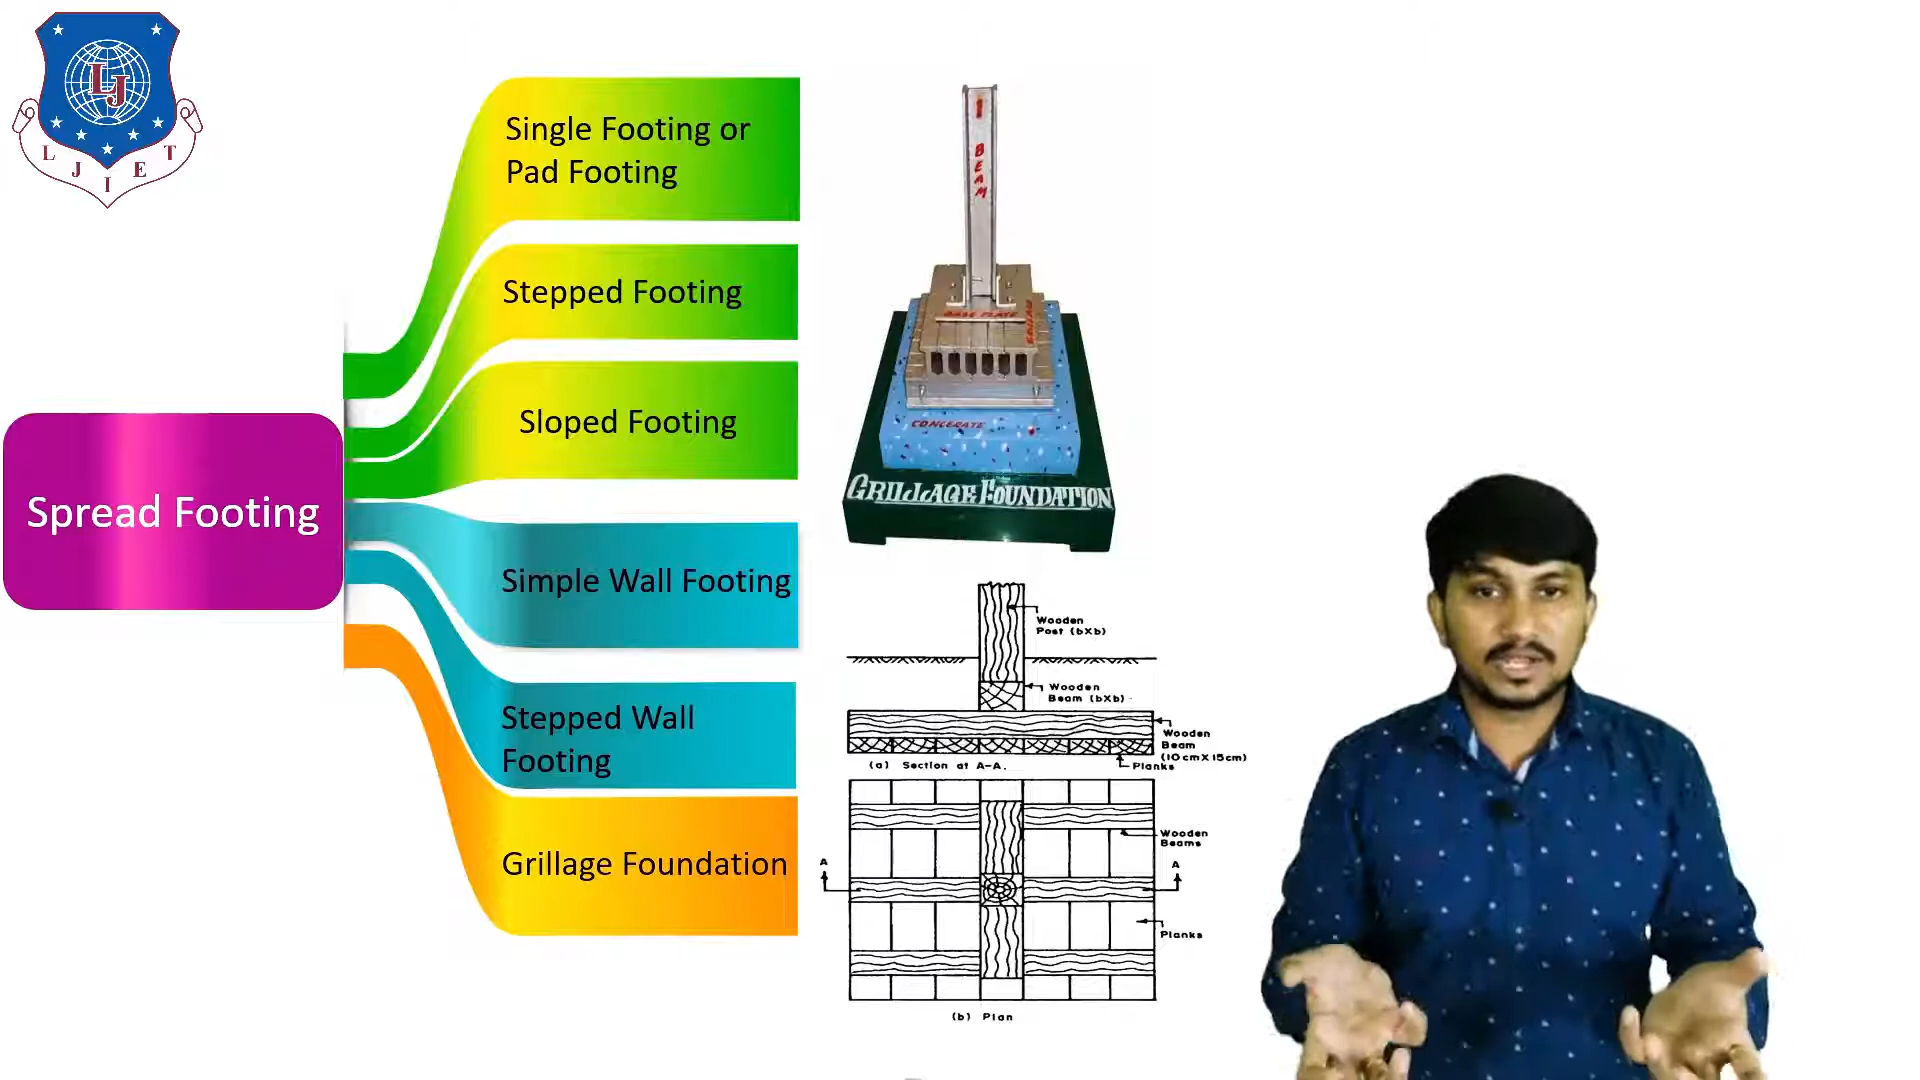 LJ
L J I E T
Single Footing or
Pad Footing
Stepped Footing
Sloped Footing
Spread Footing
Simple Wall Footing
Stepped Wall
Footing
Grillage Foundation
I BEAM
BASE PLATE
CONCERATE
GRILLAGE FOUNDATION
Wooden
Post (bXb)
Wooden
Beam (bXb)
Wooden
Beam
(10cmX15cm)
Planks
(a) Section at A-A.
Wooden
Beams
A
A
Planks
(b) Plan